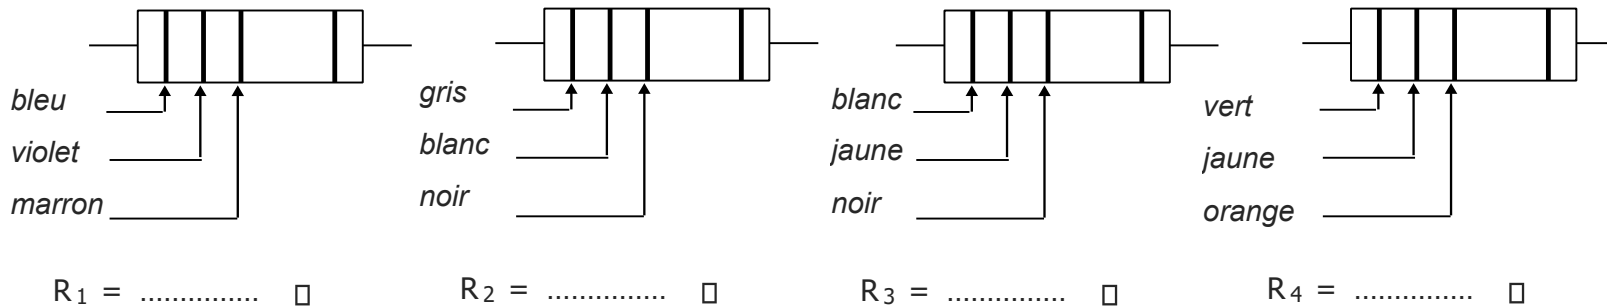 bleu
violet
marron
gris
blanc
noir
blanc
jaune
noir
vert
jaune
orange
R1 = ............... □
R2 = ............... □
R3 = ............... □
R4 = ............... □